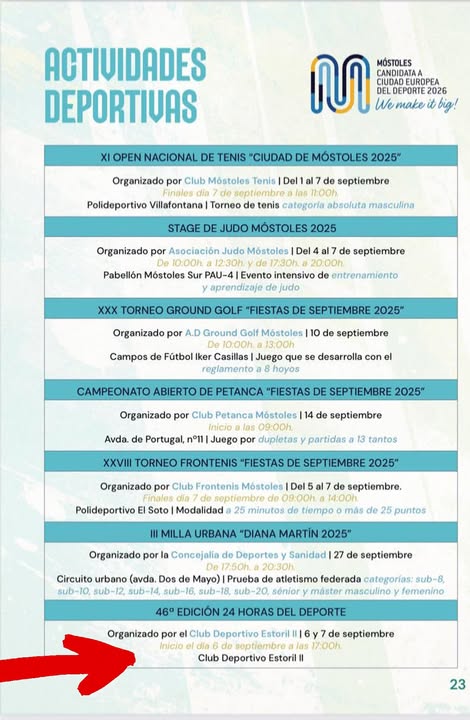 ACTIVIDADES
DEPORTIVAS
MÓSTOLES
CANDIDATA A
CIUDAD EUROPEA
DEL DEPORTE 2026
We make it big!
XI OPEN NACIONAL DE TENIS "CIUDAD DE MÓSTOLES 2025"
Organizado por Club Móstoles Tenis | Del 1 al 7 de septiembre
Finales día 7 de septiembre a las 11:00h.
Polideportivo Villafontana | Torneo de tenis categoría absoluta masculina
STAGE DE JUDO MÓSTOLES 2025
Organizado por Asociación Judo Móstoles | Del 4 al 7 de septiembre
De 10:00h. a 12:30h. y de 17:30h. a 20:00h.
Pabellón Móstoles Sur PAU-4 | Evento intensivo de entrenamiento
y aprendizaje de judo
XXX TORNEO GROUND GOLF "FIESTAS DE SEPTIEMBRE 2025"
Organizado por A.D Ground Golf Móstoles | 10 de septiembre
De 10:00h. a 13:00h
Campos de Fútbol Iker Casillas | Juego que se desarrolla con el
reglamento a 8 hoyos
CAMPEONATO ABIERTO DE PETANCA "FIESTAS DE SEPTIEMBRE 2025"
Organizado por Club Petanca Móstoles | 14 de septiembre
Inicio a las 09:00h.
Avda. de Portugal, nº11 | Juego por dupletas y partidas a 13 tantos
XXVIII TORNEO FRONTENIS "FIESTAS DE SEPTIEMBRE 2025"
Organizado por Club Frontenis Móstoles | Del 5 al 7 de septiembre.
Finales día 7 de septiembre de 09:00h. a 14:00h.
Polideportivo El Soto | Modalidad a 25 minutos de tiempo o más de 25 puntos
III MILLA URBANA "DIANA MARTÍN 2025"
Organizado por la Concejalía de Deportes y Sanidad | 27 de septiembre
De 17:50h. a 20:30h.
Circuito urbano (avda. Dos de Mayo) | Prueba de atletismo federada categorías: sub-8,
sub-10, sub-12, sub-14, sub-16, sub-18, sub-20, sénior y máster masculino y femenino
46ª EDICIÓN 24 HORAS DEL DEPORTE
Organizado por el Club Deportivo Estoril II | 6 y 7 de septiembre
Inicio el día 6 de septiembre a las 17:00h.
Club Deportivo Estoril II
23